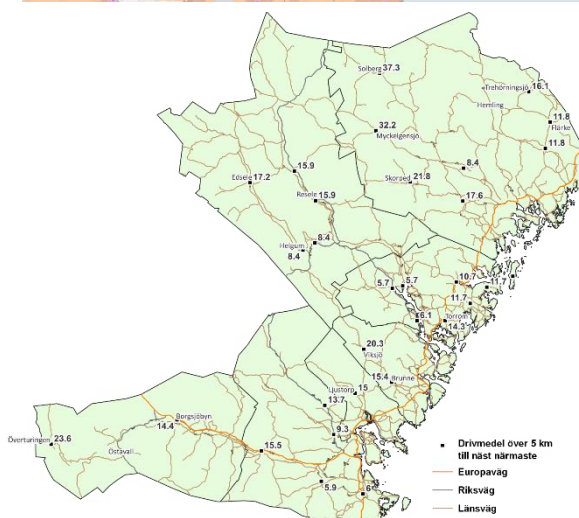 Solberg 37.3
Trehörningsjö 16.1
Hemling
11.8
Flärke
32.2
Myckelgensjö
11.8
8.4
15.9
Edsele 17.2
Skorped 21.8
Resele 15.9
17.6
8.4
Helgum
8.4
5.7 5.7
10.7
11.7
11.7
6.1
Torrom
14.3
20.3
Viksjö
15.4 Brunne
Ljustorp 15
13.7
Borgsjöbyn
14.4
9.3
Överturingen 23.6
Östavall
15.5
5.9
6
Drivmedel över 5 km
till näst närmaste
Europaväg
Riksväg
Länsväg